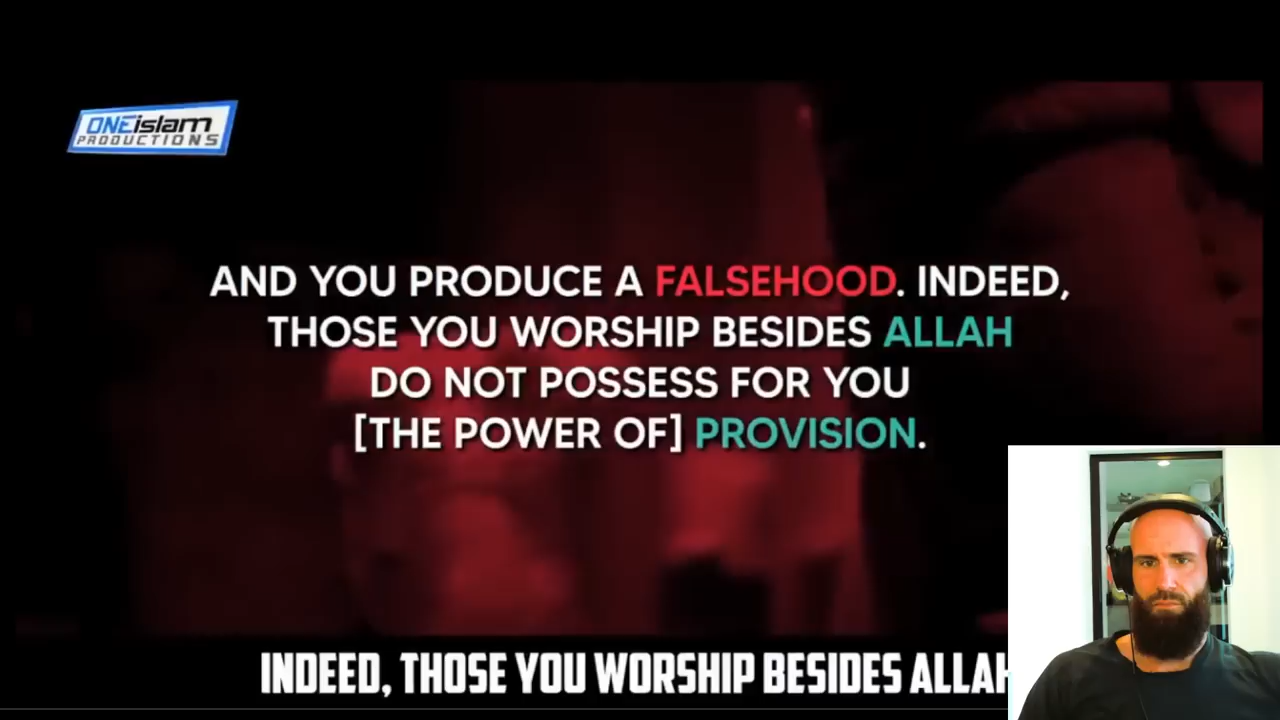 ONEislam
PRODUCTIONS
AND YOU PRODUCE A FALSEHOOD. INDEED,
THOSE YOU WORSHIP BESIDES ALLAH
DO NOT POSSESS FOR YOU
[THE POWER OF] PROVISION.
INDEED, THOSE YOU WORSHIP BESIDES ALLAH